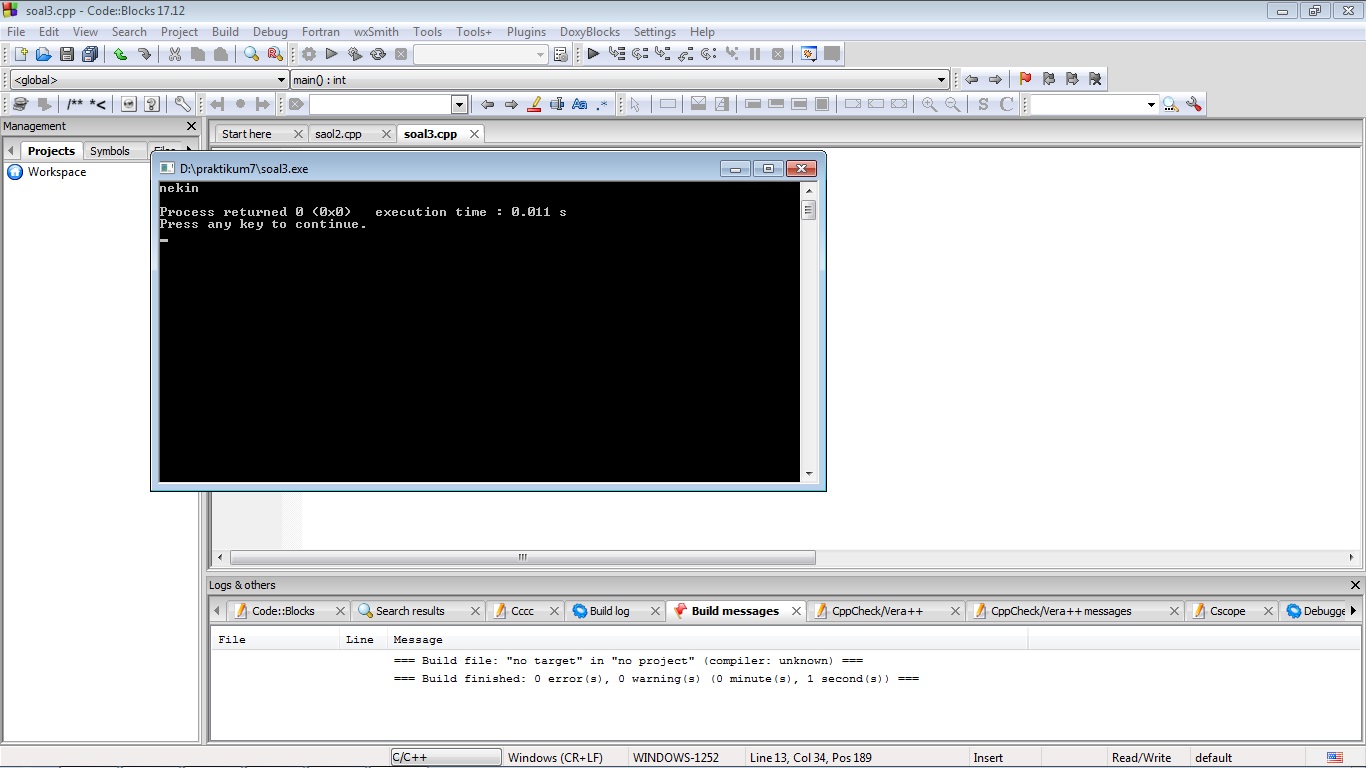 soal3.cpp - Code::Blocks 17.12
File Edit View Search Project Build Debug Fortran wxSmith Tools Tools+ Plugins DoxyBlocks Settings Help
<global> main() : int
/** *< Aa .* S C
Management
Start here saol2.cpp soal3.cpp
Projects Symbols Files
Workspace
D:\praktikum7\soal3.exe
nekin
Process returned 0 (0x0) execution time : 0.011 s
Press any key to continue.
Logs & others
Code::Blocks Search results Cccc Build log Build messages CppCheck/Vera++ CppCheck/Vera++ messages Cscope Debugge
File Line Message
=== Build file: "no target" in "no project" (compiler: unknown) ===
=== Build finished: 0 error(s), 0 warning(s) (0 minute(s), 1 second(s)) ===
C/C++ Windows (CR+LF) WINDOWS-1252 Line 13, Col 34, Pos 189 Insert Read/Write default